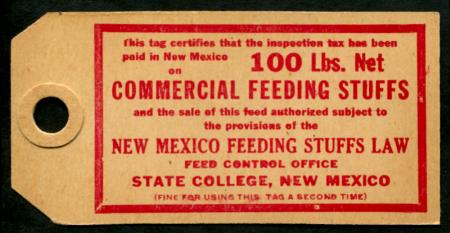 This tag certifies that the inspection tax has been
paid in New Mexico 100 Lbs. Net
on
COMMERCIAL FEEDING STUFFS
and the sale of this feed authorized subject to
the provisions of the
NEW MEXICO FEEDING STUFFS LAW
FEED CONTROL OFFICE
STATE COLLEGE, NEW MEXICO
(FINE FOR USING THIS TAG A SECOND TIME)